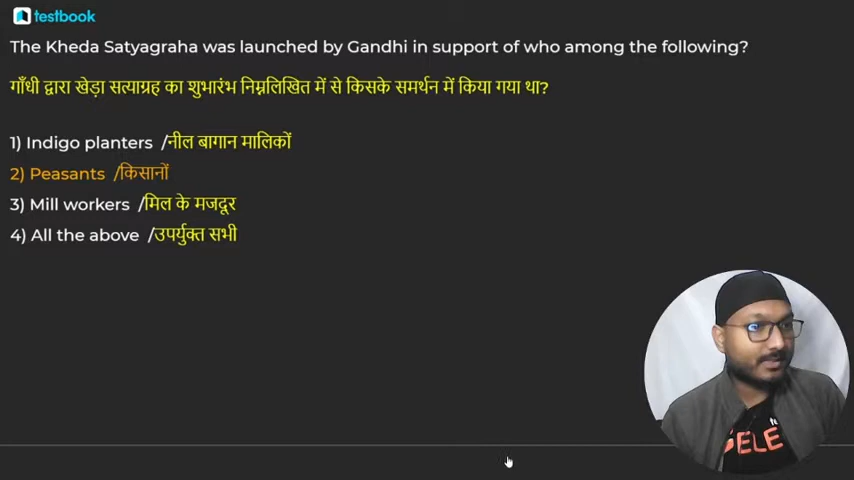 testbook
The Kheda Satyagraha was launched by Gandhi in support of who among the following?
गाँधी द्वारा खेड़ा सत्याग्रह का शुभारंभ निम्नलिखित में से किसके समर्थन में किया गया था?
1) Indigo planters /नील बागान मालिकों
2) Peasants /किसानों
3) Mill workers /मिल के मजदूर
4) All the above /उपर्युक्त सभी